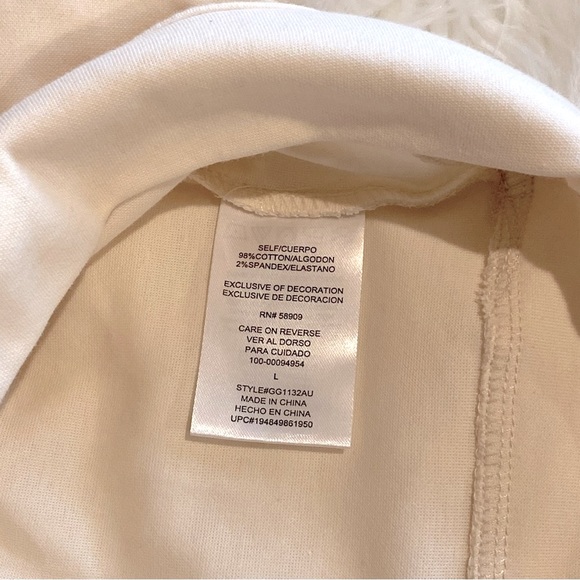 SELF/CUERPO
98%COTTON/ALGODON
2%SPANDEX/ELASTANO
EXCLUSIVE OF DECORATION
EXCLUSIVE DE DECORACION
RN# 58909
CARE ON REVERSE
VER AL DORSO
PARA CUIDADO
100-00094954
L
STYLE#GG1132AU
MADE IN CHINA
HECHO EN CHINA
UPC#194849861950